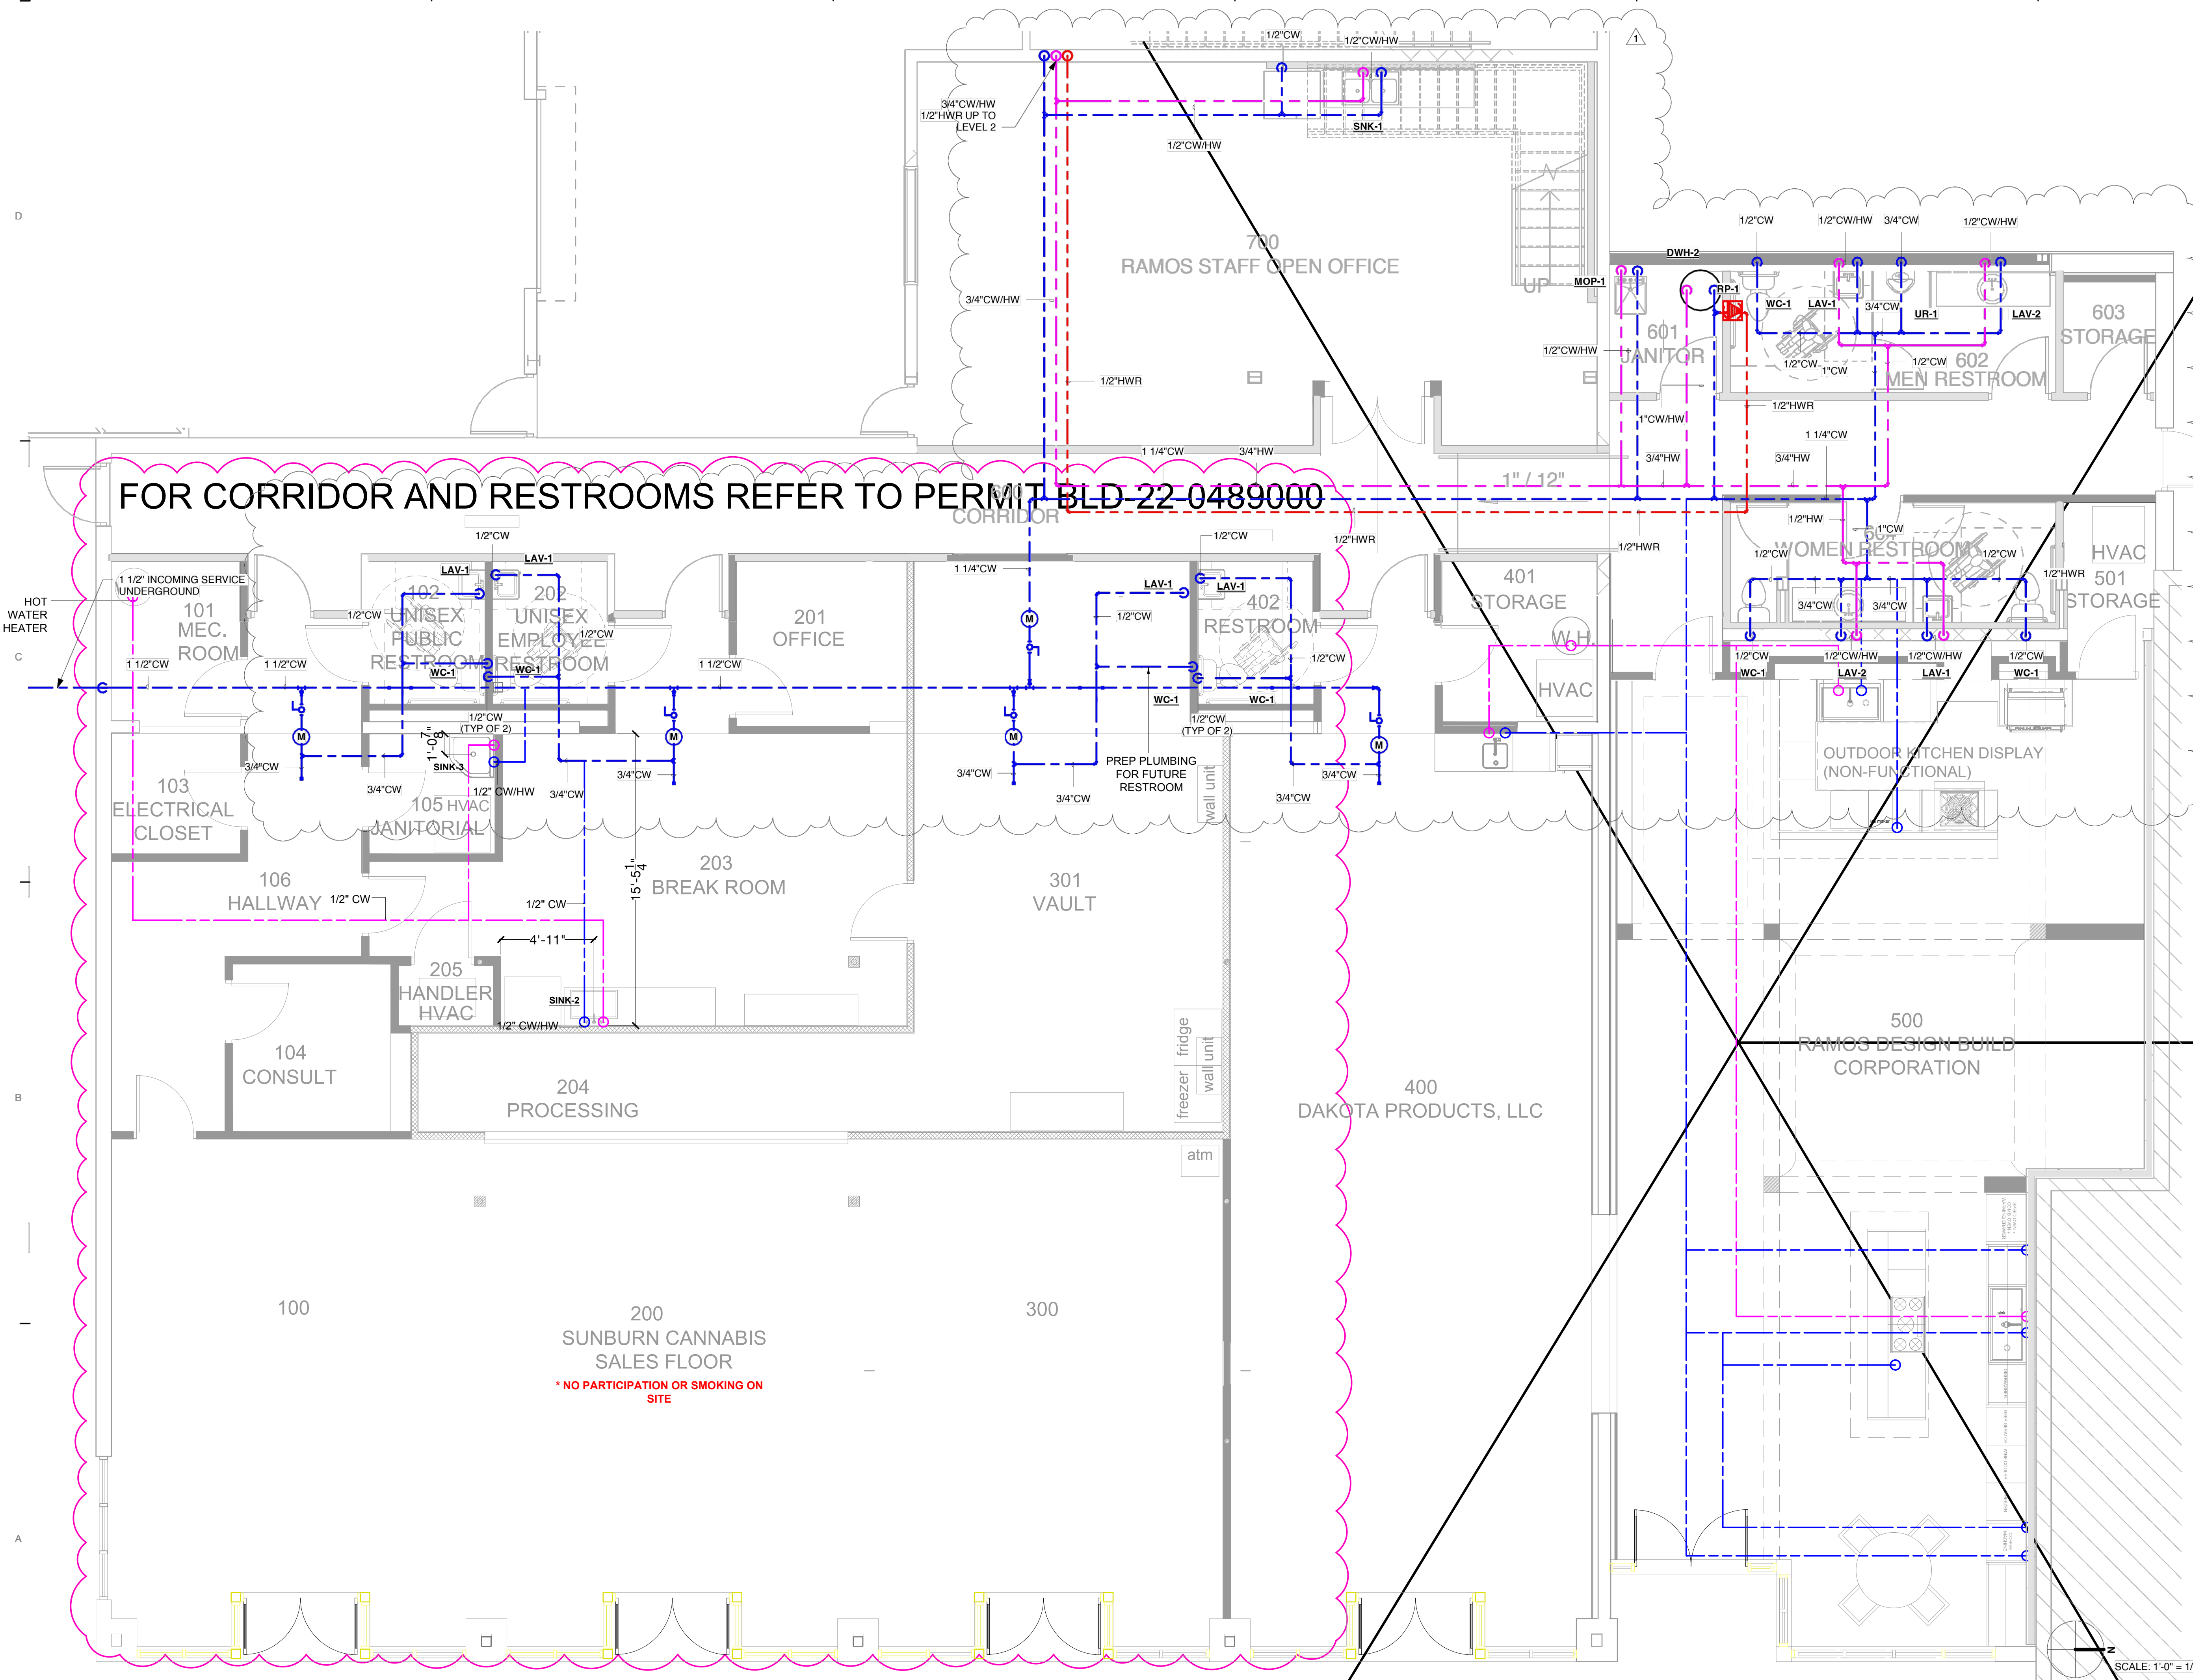 1/2"CW
1/2"CW/HW
1
3/4"CW/HW
1/2"HWR UP TO
LEVEL 2
SNK-1
1/2"CW/HW
D
700
RAMOS STAFF OPEN OFFICE
UP
3/4"CW/HW
1/2"HWR
1/2"CW
1/2"CW/HW
3/4"CW
1/2"CW/HW
DWH-2
MOP-1
RP-1
WC-1
LAV-1
3/4"CW
UR-1
LAV-2
601
JANITOR
603
STORAGE
1/2"CW/HW
1/2"CW
1"CW
1/2"CW
602
MEN RESTROOM
1/2"HWR
1"CW/HW
1 1/4"CW
3/4"HW
3/4"HW
1 1/4"CW
3/4"HW
1" / 12"
FOR CORRIDOR AND RESTROOMS REFER TO PERMIT BLD-22-0489000
600
CORRIDOR
1/2"HWR
1/2"HWR
1/2"HW
1"CW
604
WOMEN RESTROOM
1/2"CW
1/2"CW
HVAC
501
STORAGE
1/2"HWR
3/4"CW
3/4"CW
1/2"CW
1/2"CW/HW
1/2"CW/HW
1/2"CW
WC-1
LAV-2
LAV-1
WC-1
1/2"CW
LAV-1
LAV-1
1 1/2" INCOMING SERVICE
UNDERGROUND
HOT
WATER
HEATER
101
MEC.
ROOM
C
102
UNISEX
PUBLIC
RESTROOM
1/2"CW
202
UNISEX
EMPLOYEE
RESTROOM
1/2"CW
201
OFFICE
1 1/4"CW
M
1/2"CW
LAV-1
LAV-1
1/2"CW
402
RESTROOM
1/2"CW
401
STORAGE
W.H.
HVAC
1 1/2"CW
1 1/2"CW
WC-1
WC-1
1 1/2"CW
WC-1
WC-1
1/2"CW
(TYP OF 2)
1/2"CW
(TYP OF 2)
M
M
M
M
1'-0 7/8"
SINK-3
3/4"CW
3/4"CW
1/2" CW/HW
3/4"CW
3/4"CW
3/4"CW
3/4"CW
PREP PLUMBING
FOR FUTURE
RESTROOM
3/4"CW
3/4"CW
wall unit
OUTDOOR KITCHEN DISPLAY
(NON-FUNCTIONAL)
103
ELECTRICAL
CLOSET
105 HVAC
JANITORIAL
106
HALLWAY
1/2" CW
1/2" CW
15'-5 1/4"
203
BREAK ROOM
301
VAULT
4'-11"
205
HANDLER
HVAC
SINK-2
1/2" CW/HW
104
CONSULT
204
PROCESSING
fridge
freezer
wall unit
400
DAKOTA PRODUCTS, LLC
500
RAMOS DESIGN BUILD
CORPORATION
B
atm
100
200
SUNBURN CANNABIS
SALES FLOOR
* NO PARTICIPATION OR SMOKING ON
SITE
300
A
REFRIGERATOR
WINE COOLER
COFFEE
MACHINE
N
SCALE: 1'-0" = 1/